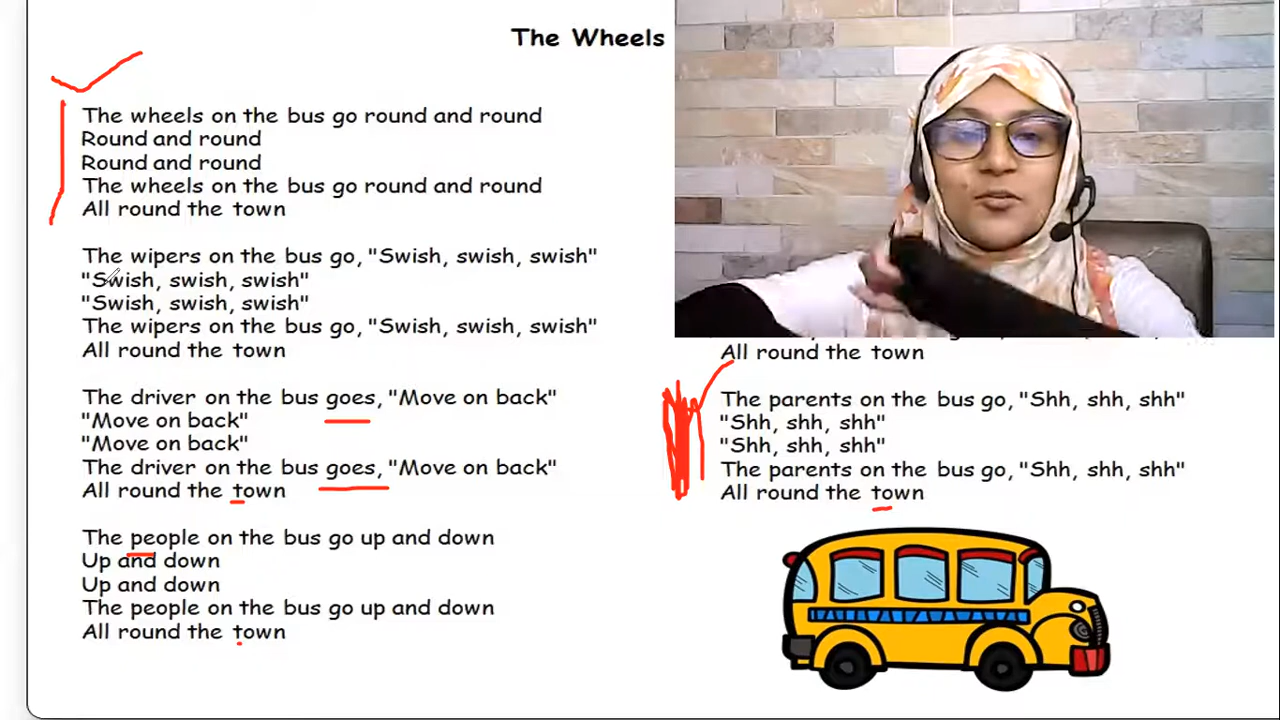 The Wheels
The wheels on the bus go round and round
Round and round
Round and round
The wheels on the bus go round and round
All round the town
The wipers on the bus go, "Swish, swish, swish"
"Swish, swish, swish"
"Swish, swish, swish"
The wipers on the bus go, "Swish, swish, swish"
All round the town
The driver on the bus goes, "Move on back"
"Move on back"
"Move on back"
The driver on the bus goes, "Move on back"
All round the town
The people on the bus go up and down
Up and down
Up and down
The people on the bus go up and down
All round the town
All round the town
The parents on the bus go, "Shh, shh, shh"
"Shh, shh, shh"
"Shh, shh, shh"
The parents on the bus go, "Shh, shh, shh"
All round the town